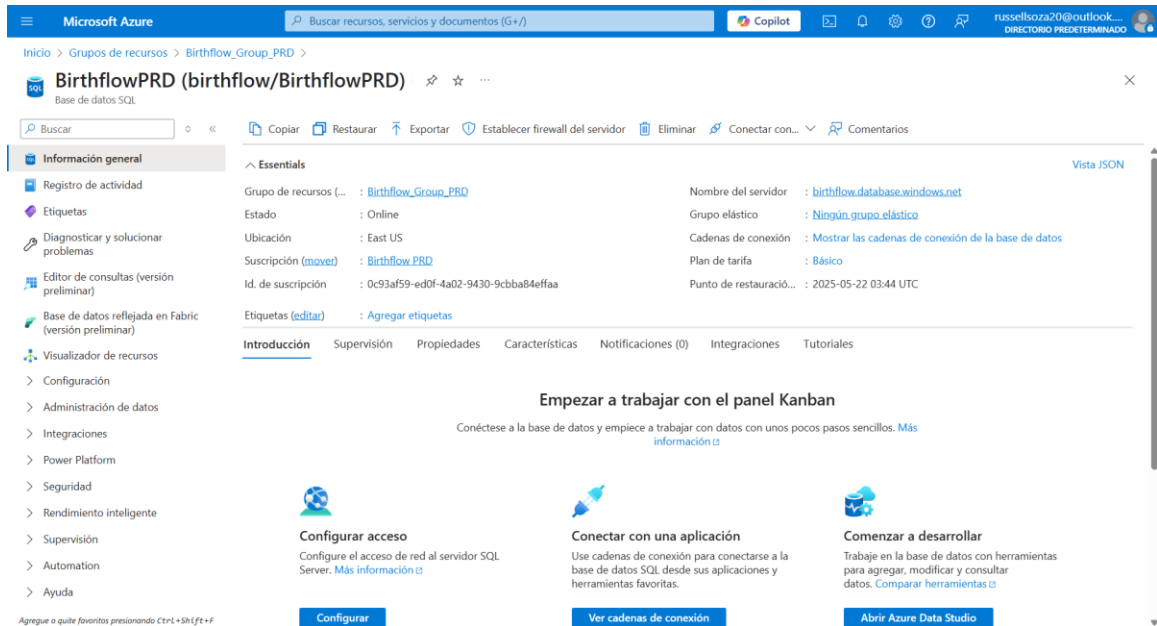 Microsoft Azure
Buscar recursos, servicios y documentos (G+/)
Copilot
russellsoza20@outlook....
DIRECTORIO PREDETERMINADO
Inicio > Grupos de recursos > Birthflow_Group_PRD >
BirthflowPRD (birthflow/BirthflowPRD)
Base de datos SQL
Buscar
Copiar Restaurar Exportar Establecer firewall del servidor Eliminar Conectar con... Comentarios
Información general
Registro de actividad
Etiquetas
Diagnosticar y solucionar
problemas
Editor de consultas (versión
preliminar)
Base de datos reflejada en Fabric
(versión preliminar)
Visualizador de recursos
Configuración
Administración de datos
Integraciones
Power Platform
Seguridad
Rendimiento inteligente
Supervisión
Automation
Ayuda
Agregue o quite favoritos presionando Ctrl+Shift+F
Essentials
Vista JSON
Grupo de recursos (... : Birthflow_Group_PRD
Estado : Online
Ubicación : East US
Suscripción (mover) : Birthflow PRD
Id. de suscripción : 0c93af59-ed0f-4a02-9430-9cbba84effaa
Nombre del servidor : birthflow.database.windows.net
Grupo elástico : Ningún grupo elástico
Cadenas de conexión : Mostrar las cadenas de conexión de la base de datos
Plan de tarifa : Básico
Punto de restauració... : 2025-05-22 03:44 UTC
Etiquetas (editar) : Agregar etiquetas
Introducción Supervisión Propiedades Características Notificaciones (0) Integraciones Tutoriales
Empezar a trabajar con el panel Kanban
Conéctese a la base de datos y empiece a trabajar con datos con unos pocos pasos sencillos. Más
información
Configurar acceso
Configure el acceso de red al servidor SQL
Server. Más información
Configurar
Conectar con una aplicación
Use cadenas de conexión para conectarse a la
base de datos SQL desde sus aplicaciones y
herramientas favoritas.
Ver cadenas de conexión
Comenzar a desarrollar
Trabaje en la base de datos con herramientas
para agregar, modificar y consultar
datos. Comparar herramientas
Abrir Azure Data Studio